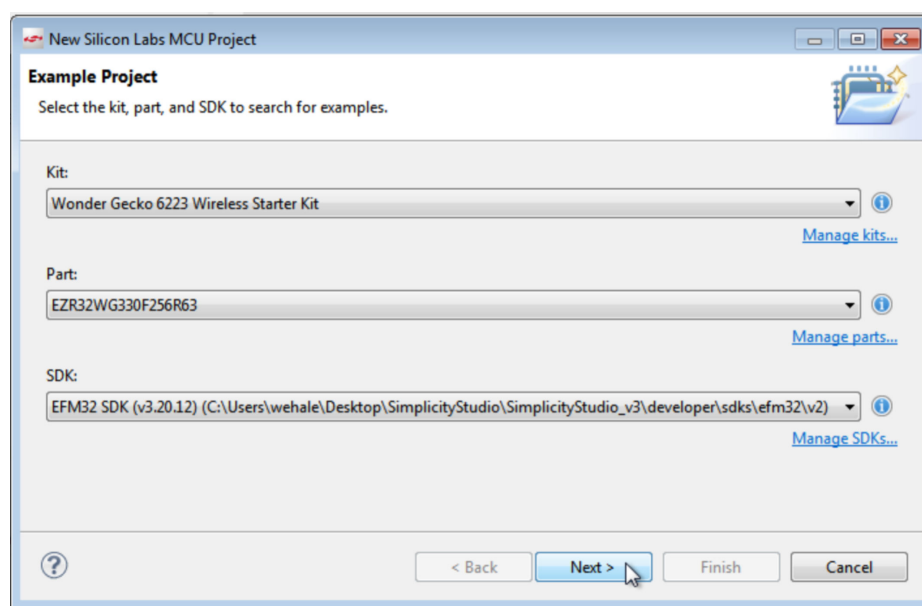 New Silicon Labs MCU Project
Example Project
Select the kit, part, and SDK to search for examples.
Kit:
Wonder Gecko 6223 Wireless Starter Kit
Manage kits...
Part:
EZR32WG330F256R63
Manage parts...
SDK:
EFM32 SDK (v3.20.12) (C:\Users\wehale\Desktop\SimplicityStudio\SimplicityStudio_v3\developer\sdks\efm32\v2)
Manage SDKs...
< Back Next > Finish Cancel